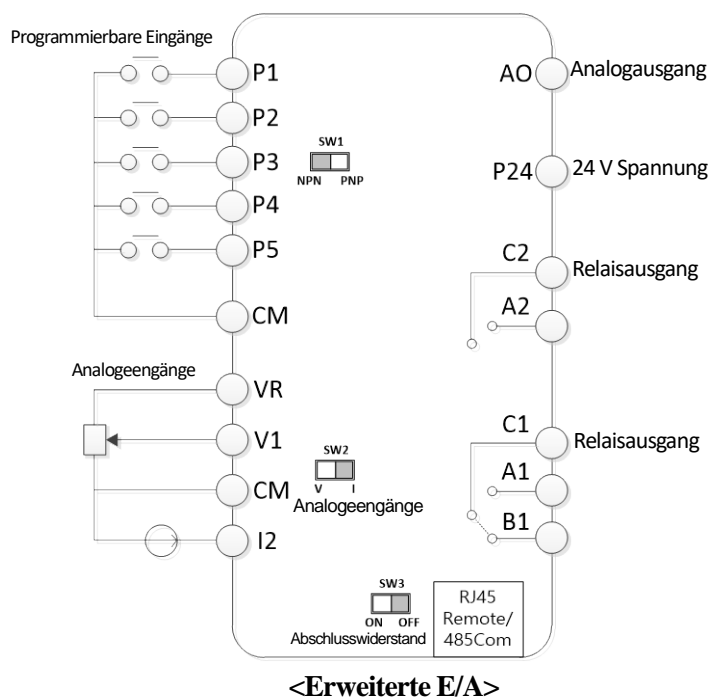 Programmierbare Eingänge
P1
P2
P3
P4
P5
CM
SW1
NPN PNP
Analogeengänge
VR
V1
CM
I2
SW2
V I
Analogeengänge
SW3
ON OFF
Abschlusswiderstand
RJ45
Remote/
485Com
AO Analogausgang
P24 24 V Spannung
C2 Relaisausgang
A2
C1 Relaisausgang
A1
B1
<Erweiterte E/A>